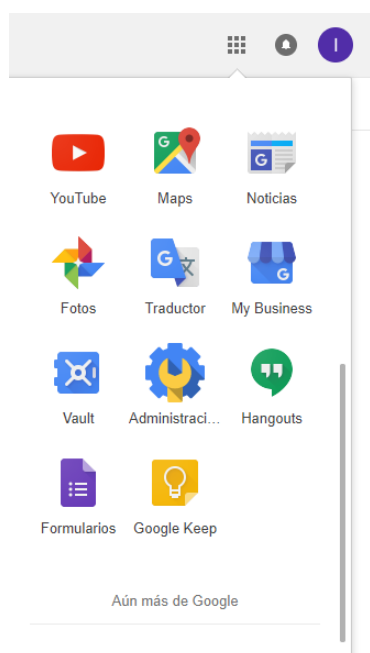 I
YouTube
Maps
Noticias
Fotos
Traductor
My Business
Vault
Administraci...
Hangouts
Formularios
Google Keep
Aún más de Google